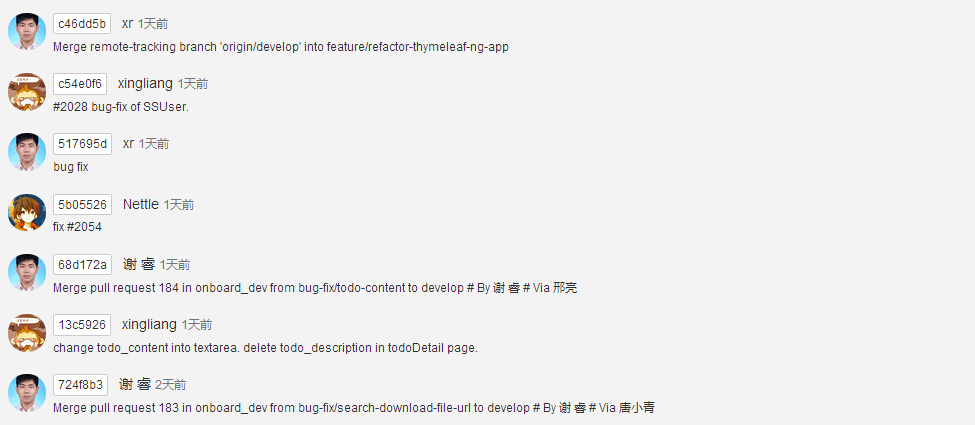 c46dd5b xr 1天前
Merge remote-tracking branch 'origin/develop' into feature/refactor-thymeleaf-ng-app
c54e0f6 xingliang 1天前
#2028 bug-fix of SSUser.
517695d xr 1天前
bug fix
5b05526 Nettle 1天前
fix #2054
68d172a 谢 睿 1天前
Merge pull request 184 in onboard_dev from bug-fix/todo-content to develop # By 谢 睿 # Via 邢亮
13c5926 xingliang 1天前
change todo_content into textarea. delete todo_description in todoDetail page.
724f8b3 谢 睿 2天前
Merge pull request 183 in onboard_dev from bug-fix/search-download-file-url to develop # By 谢 睿 # Via 唐小青